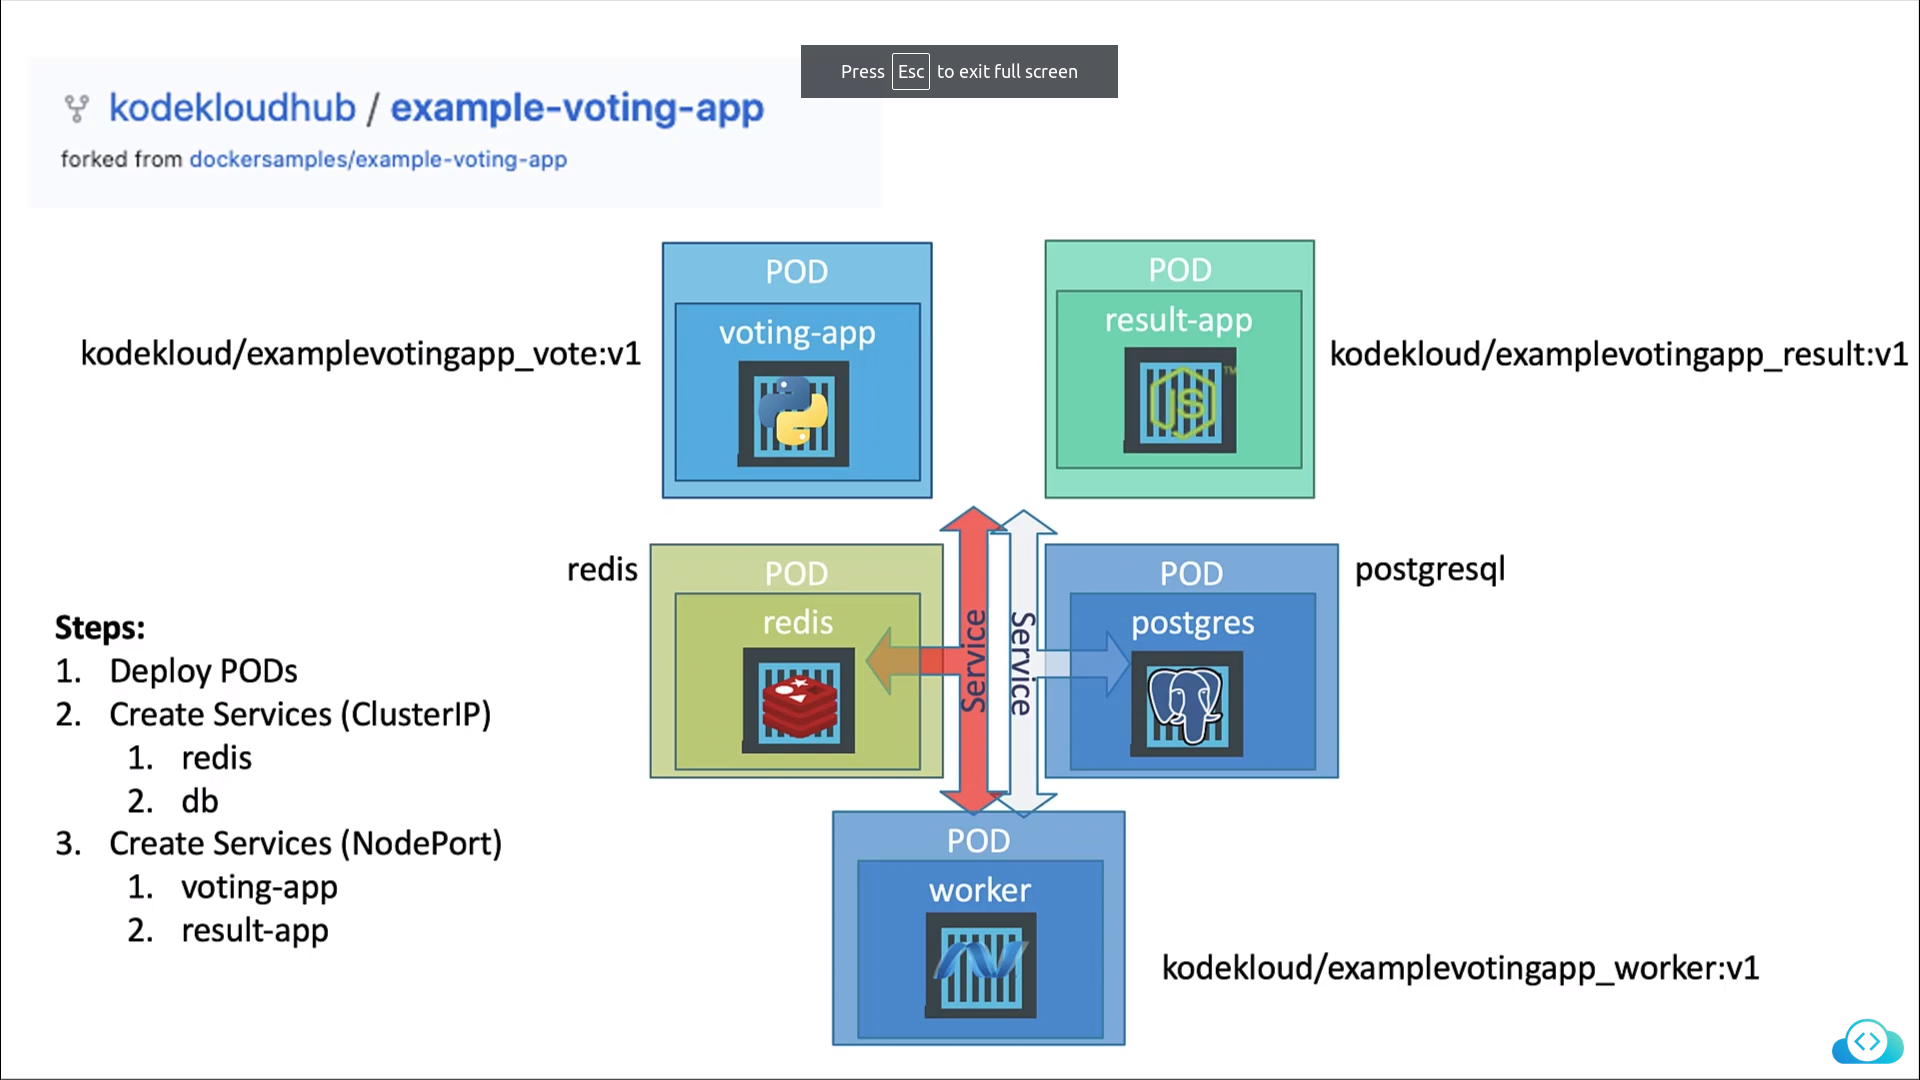 Press Esc to exit full screen
kodekloudhub / example-voting-app
forked from dockersamples/example-voting-app
POD
voting-app
kodekloud/examplevotingapp_vote:v1
POD
result-app
JS
TM
kodekloud/examplevotingapp_result:v1
redis
POD
redis
Service
Service
POD
postgres
postgresql
Steps:
1. Deploy PODs
2. Create Services (ClusterIP)
1. redis
2. db
3. Create Services (NodePort)
1. voting-app
2. result-app
POD
worker
kodekloud/examplevotingapp_worker:v1